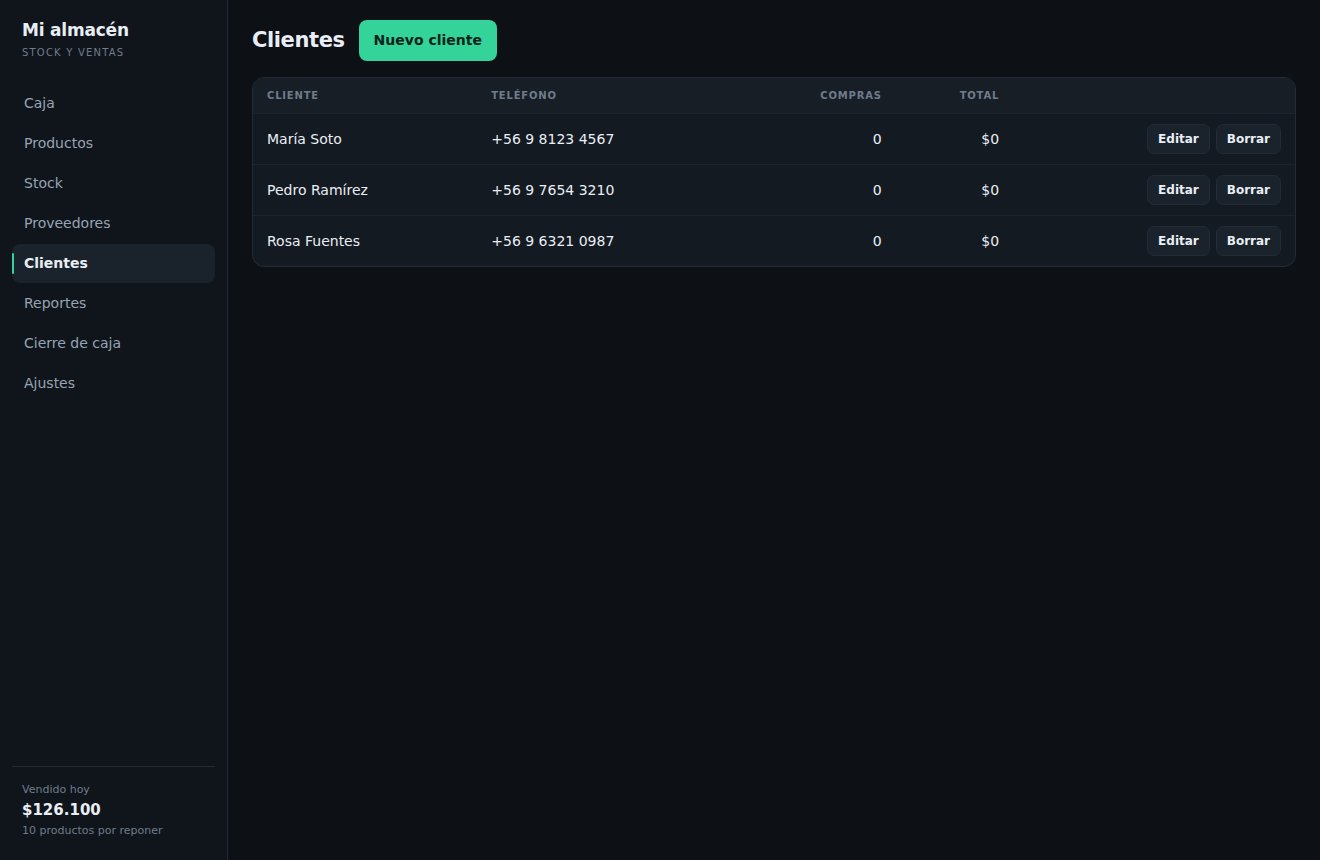 Mi almacén
STOCK Y VENTAS
Caja
Productos
Stock
Proveedores
Clientes
Reportes
Cierre de caja
Ajustes
Vendido hoy
$126.100
10 productos por reponer
Clientes Nuevo cliente
CLIENTE TELÉFONO COMPRAS TOTAL
María Soto +56 9 8123 4567 0 $0 Editar Borrar
Pedro Ramírez +56 9 7654 3210 0 $0 Editar Borrar
Rosa Fuentes +56 9 6321 0987 0 $0 Editar Borrar